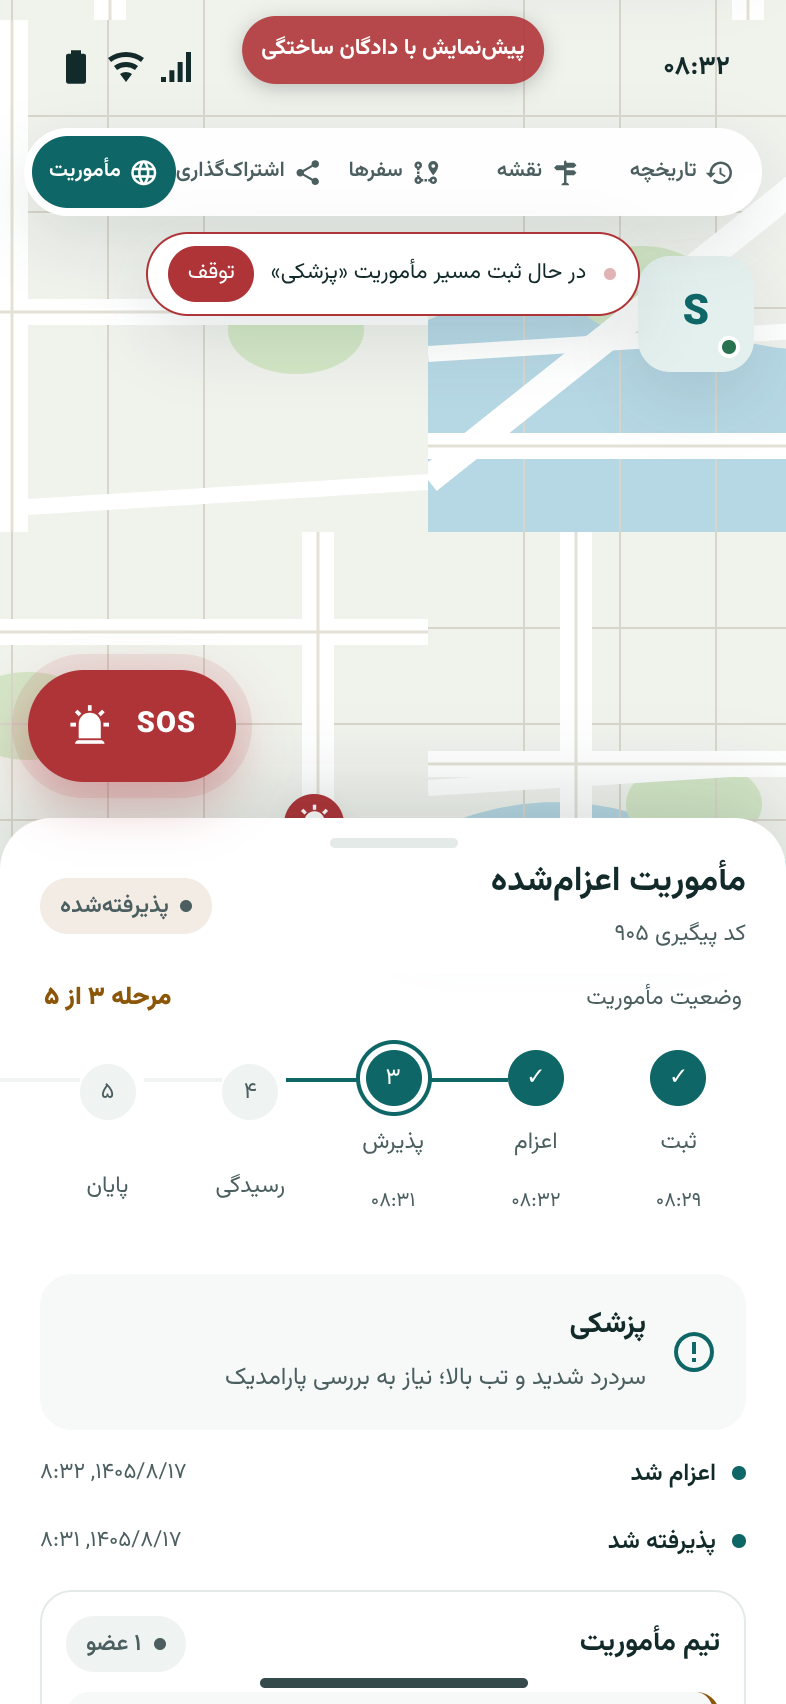 پیش‌نمایش با دادگان ساختگی
۰۸:۳۲
تاریخچه
نقشه
سفرها
اشتراک‌گذاری
مأموریت
در حال ثبت مسیر مأموریت «پزشکی»
توقف
S
SOS
مأموریت اعزام‌شده
پذیرفته‌شده
کد پیگیری ۹۰۵
وضعیت مأموریت
مرحله ۳ از ۵
✓ ✓ ۳ ۴ ۵
ثبت اعزام پذیرش رسیدگی پایان
۰۸:۲۹ ۰۸:۳۲ ۰۸:۳۱
پزشکی
سردرد شدید و تب بالا؛ نیاز به بررسی پارامدیک
اعزام شد
۱۴۰۵/۸/۱۷, ۸:۳۲
پذیرفته شد
۱۴۰۵/۸/۱۷, ۸:۳۱
تیم مأموریت
۱ عضو